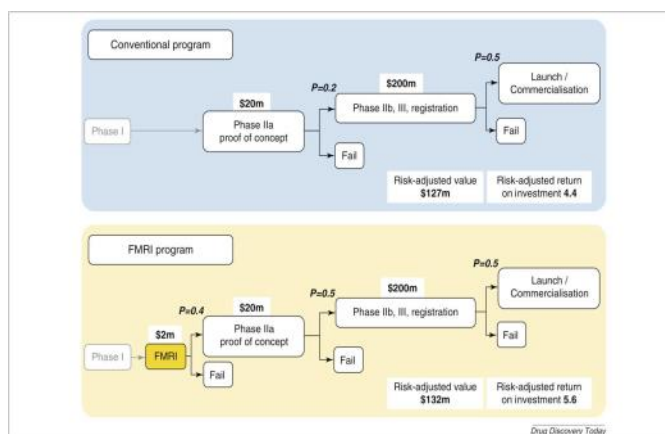 Conventional program
P=0.5
P=0.2
$200m
Launch /
Commercialisation
$20m
Phase I
Phase IIa
proof of concept
Phase IIb, III, registration
Fail
Fail
Risk-adjusted value
$127m
Risk-adjusted return
on investment 4.4
FMRI program
P=0.5
P=0.5
$200m
Launch /
Commercialisation
P=0.4
$20m
$2m
Phase IIa
proof of concept
Phase IIb, III, registration
Fail
Phase I
FMRI
Fail
Fail
Risk-adjusted value
$132m
Risk-adjusted return
on investment 5.6
Drug Discovery Today